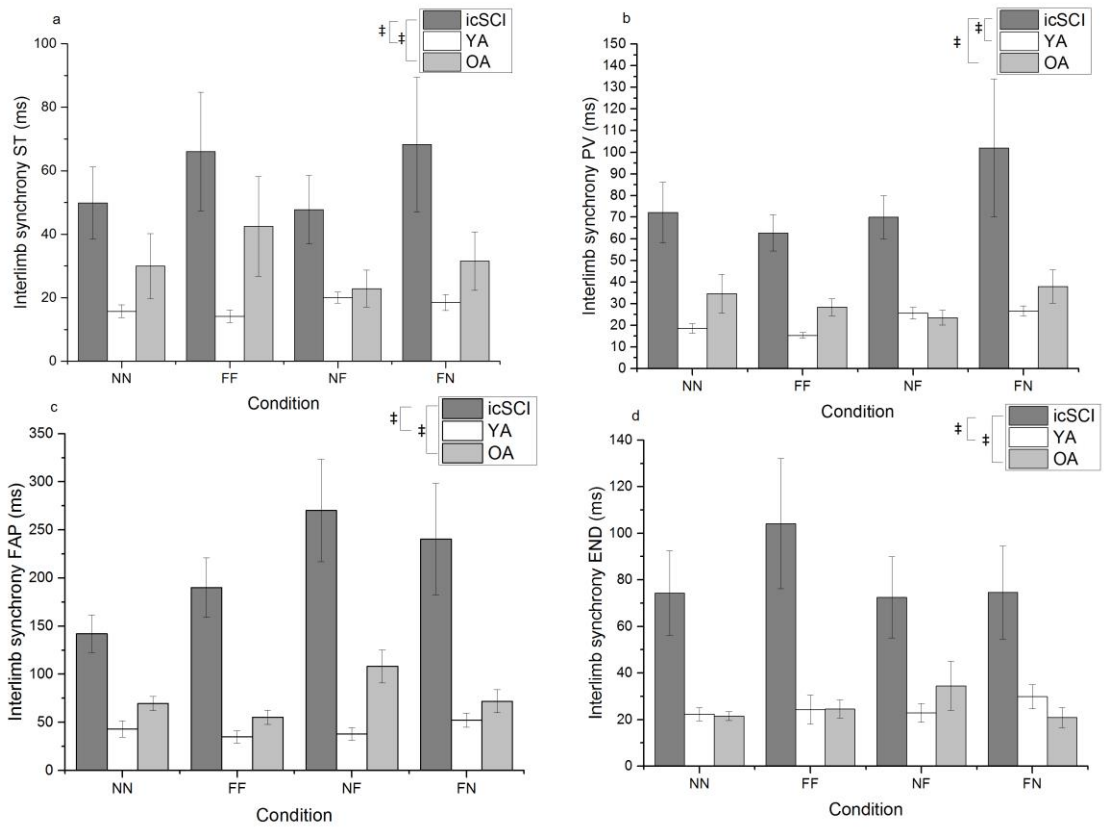 a
icSCI
YA
OA
‡
‡
Interlimb synchrony ST (ms)
100
80
60
40
20
0
NN FF NF FN
Condition
b
icSCI
YA
OA
‡
‡
Interlimb synchrony PV (ms)
150
140
130
120
110
100
90
80
70
60
50
40
30
20
10
0
NN FF NF FN
Condition
c
icSCI
YA
OA
‡
‡
Interlimb synchrony FAP (ms)
350
300
250
200
150
100
50
0
NN FF NF FN
Condition
d
icSCI
YA
OA
‡
‡
Interlimb synchrony END (ms)
140
120
100
80
60
40
20
0
NN FF NF FN
Condition